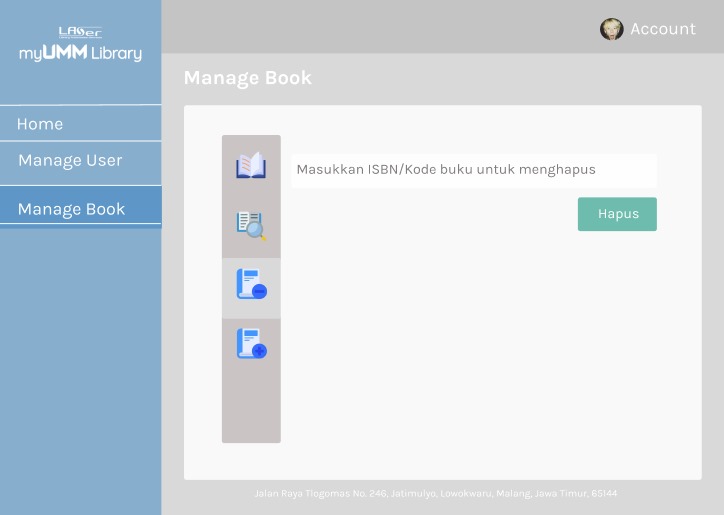 LASer
myUMM Library
Account
Manage Book
Home
Manage User
Manage Book
Masukkan ISBN/Kode buku untuk menghapus
Hapus
Jalan Raya Tlogomas No. 246, Jatimulyo, Lowokwaru, Malang, Jawa Timur, 65144